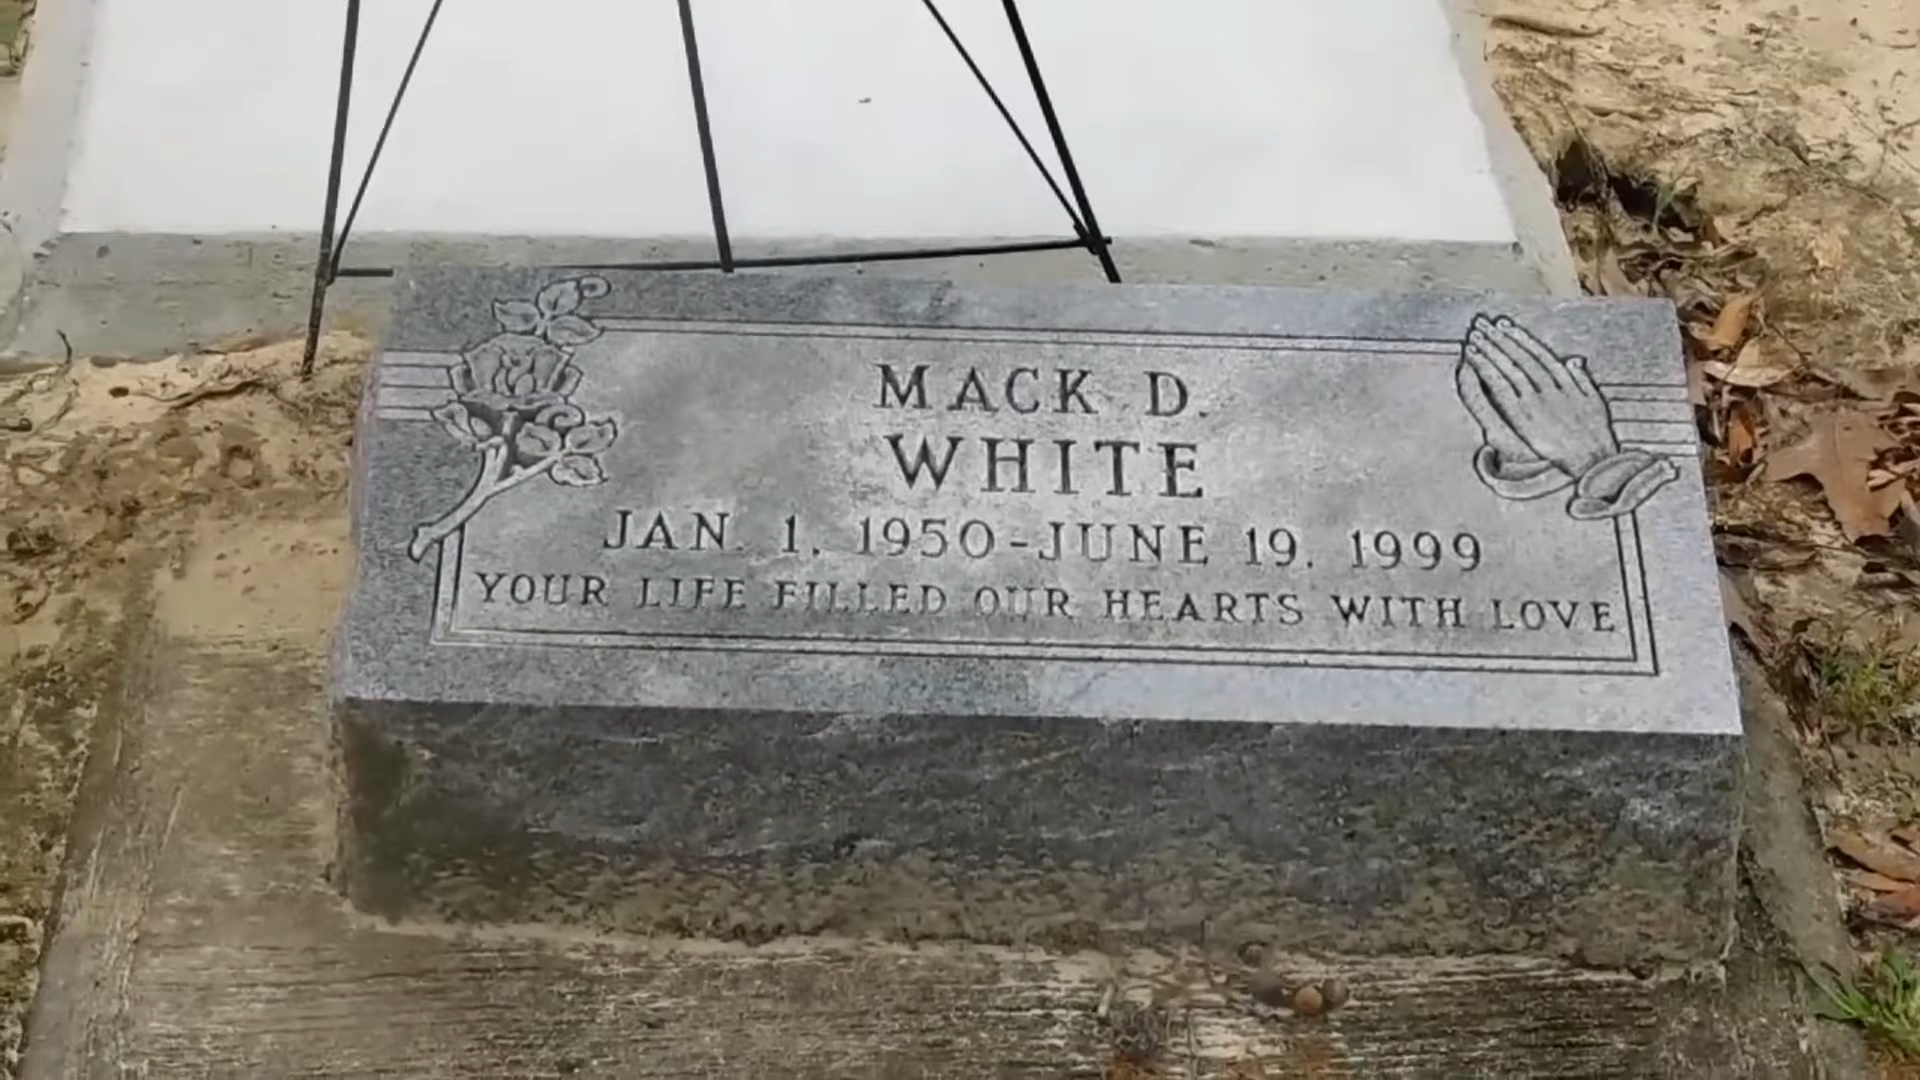 MACK D.
WHITE
JAN. 1, 1950-JUNE 19, 1999
YOUR LIFE FILLED OUR HEARTS WITH LOVE